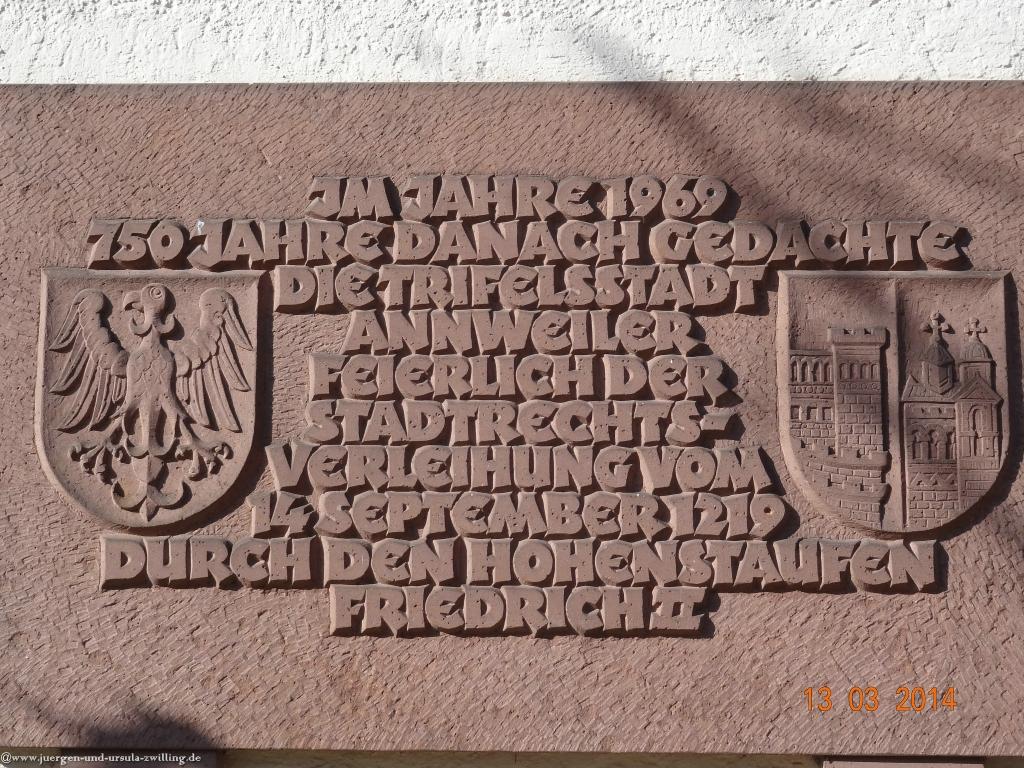 JM JAHRE 1969
750 JAHRE DANACH GEDACHTE
DIE TRIFELSSTADT
ANNWEILER
FEIERLICH DER
STADTRECHTS-
VERLEIHUNG VOM
14 SEPTEMBER 1219
DURCH DEN HOHENSTAUFEN
FRIEDRICH II
13 03 2014
@www.juergen-und-ursula-zwilling.de